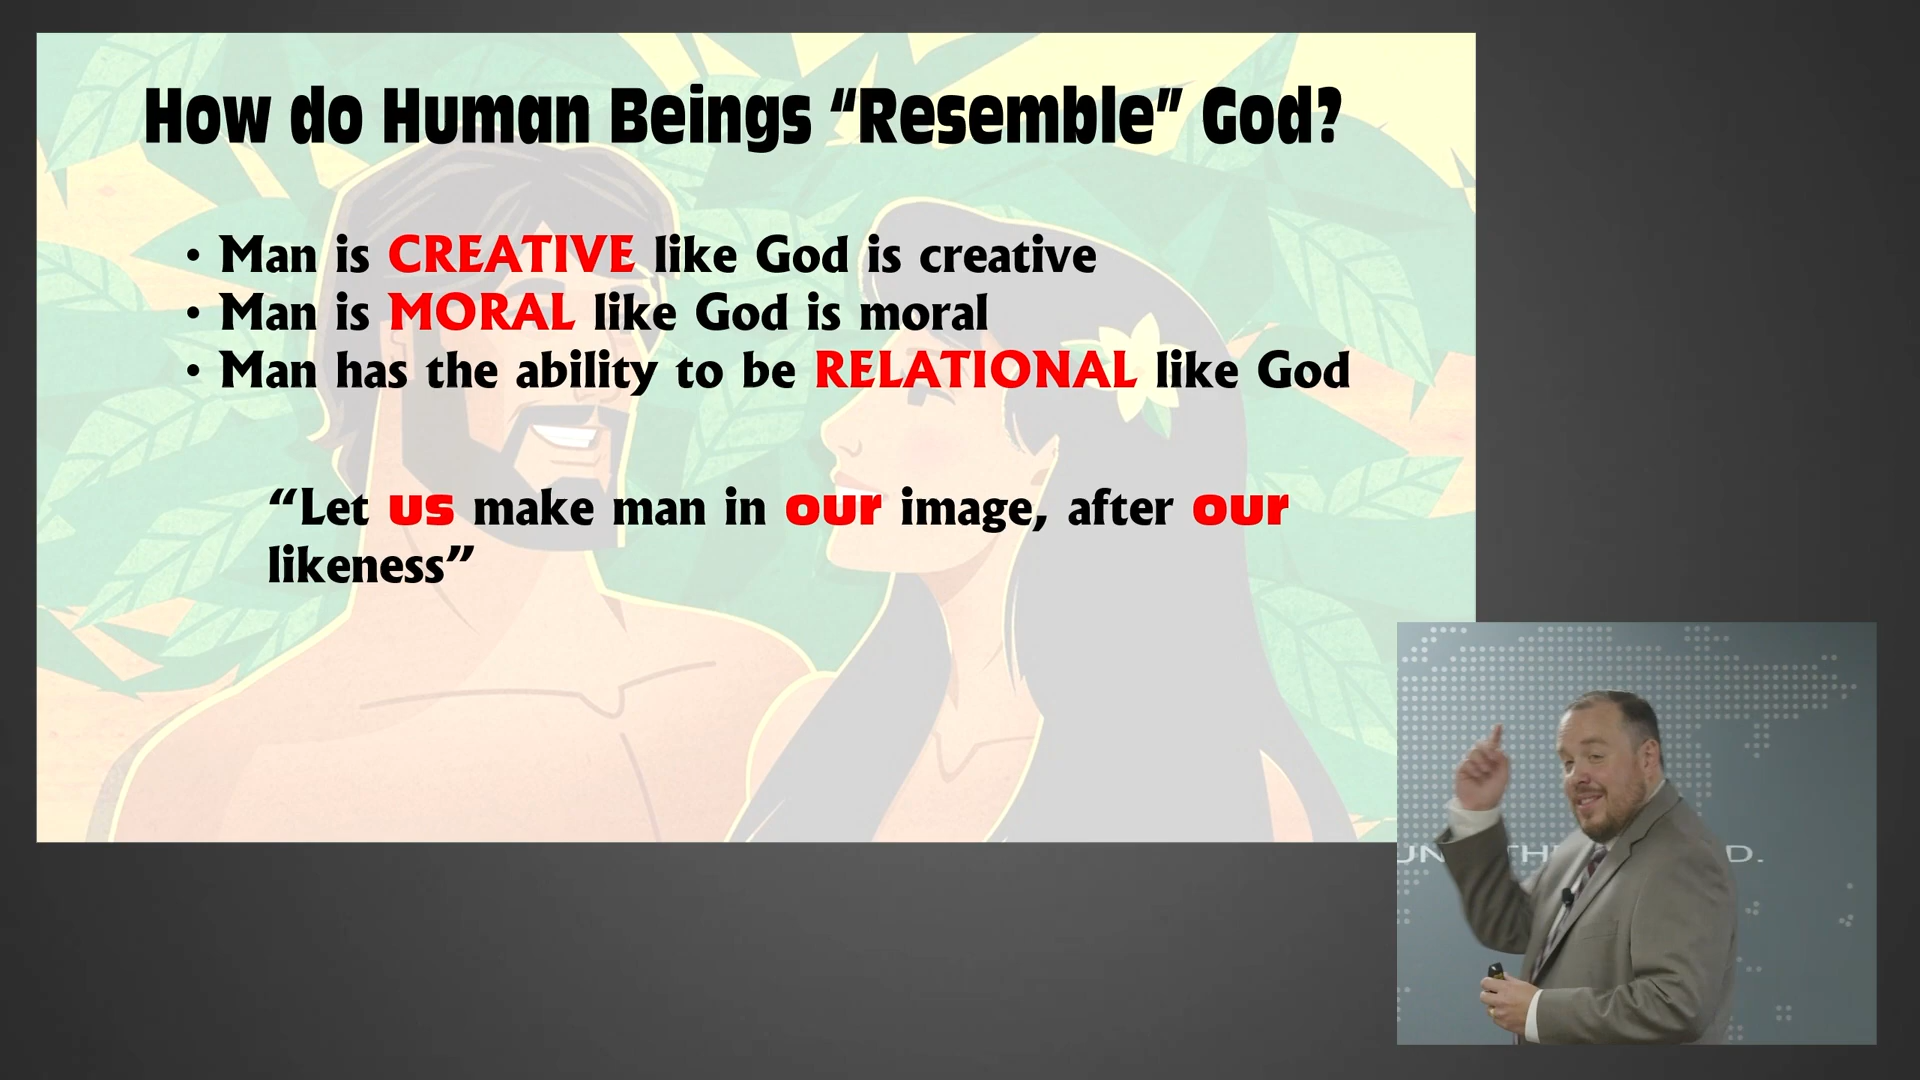 How do Human Beings “Resemble” God?
• Man is CREATIVE like God is creative
• Man is MORAL like God is moral
• Man has the ability to be RELATIONAL like God
“Let us make man in our image, after our
likeness”
D.